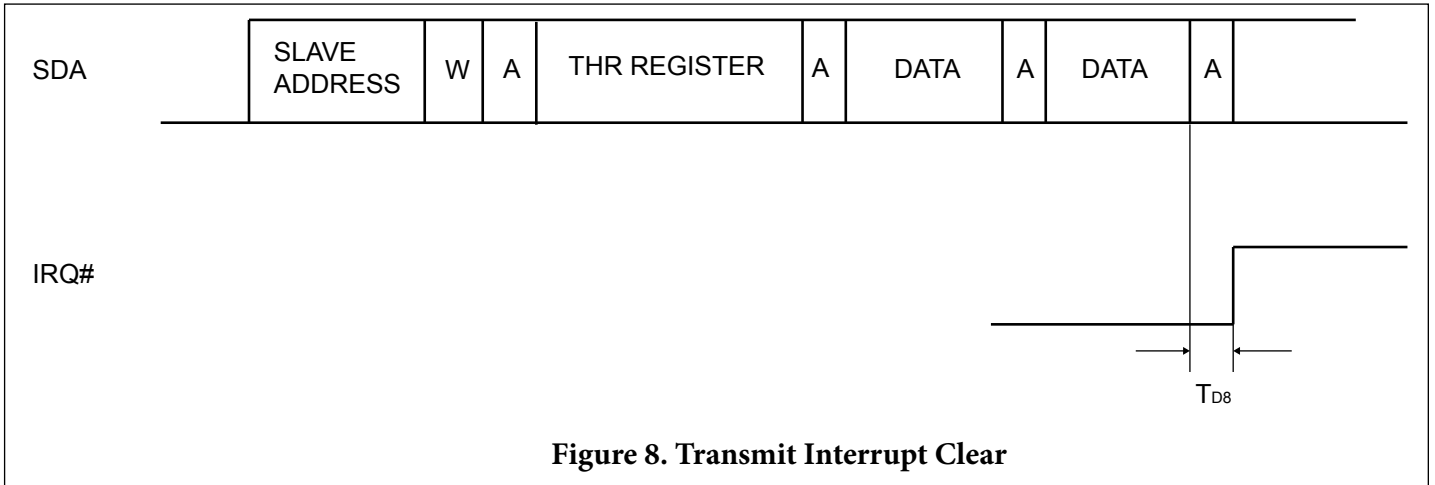 SDA
SLAVE
ADDRESS
W
A
THR REGISTER
A
DATA
A
DATA
A
IRQ#
TD8
Figure 8. Transmit Interrupt Clear